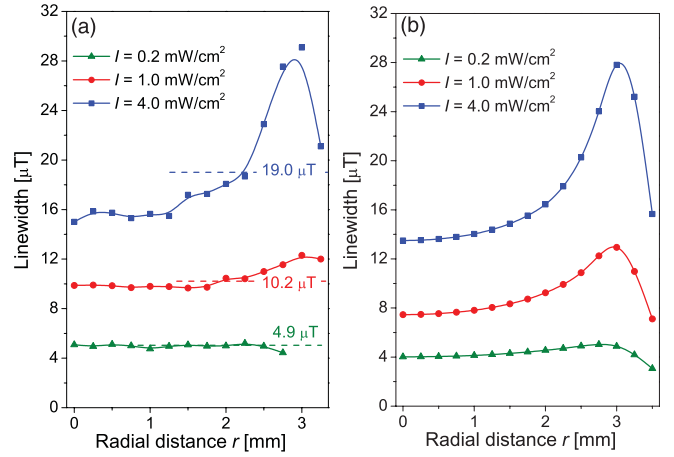 (a)
I = 0.2 mW/cm²
I = 1.0 mW/cm²
I = 4.0 mW/cm²
19.0 μT
10.2 μT
4.9 μT
Linewidth [μT]
32
28
24
20
16
12
8
4
0
0 1 2 3
Radial distance r [mm]
(b)
I = 0.2 mW/cm²
I = 1.0 mW/cm²
I = 4.0 mW/cm²
Linewidth [μT]
32
28
24
20
16
12
8
4
0
0 1 2 3
Radial distance r [mm]